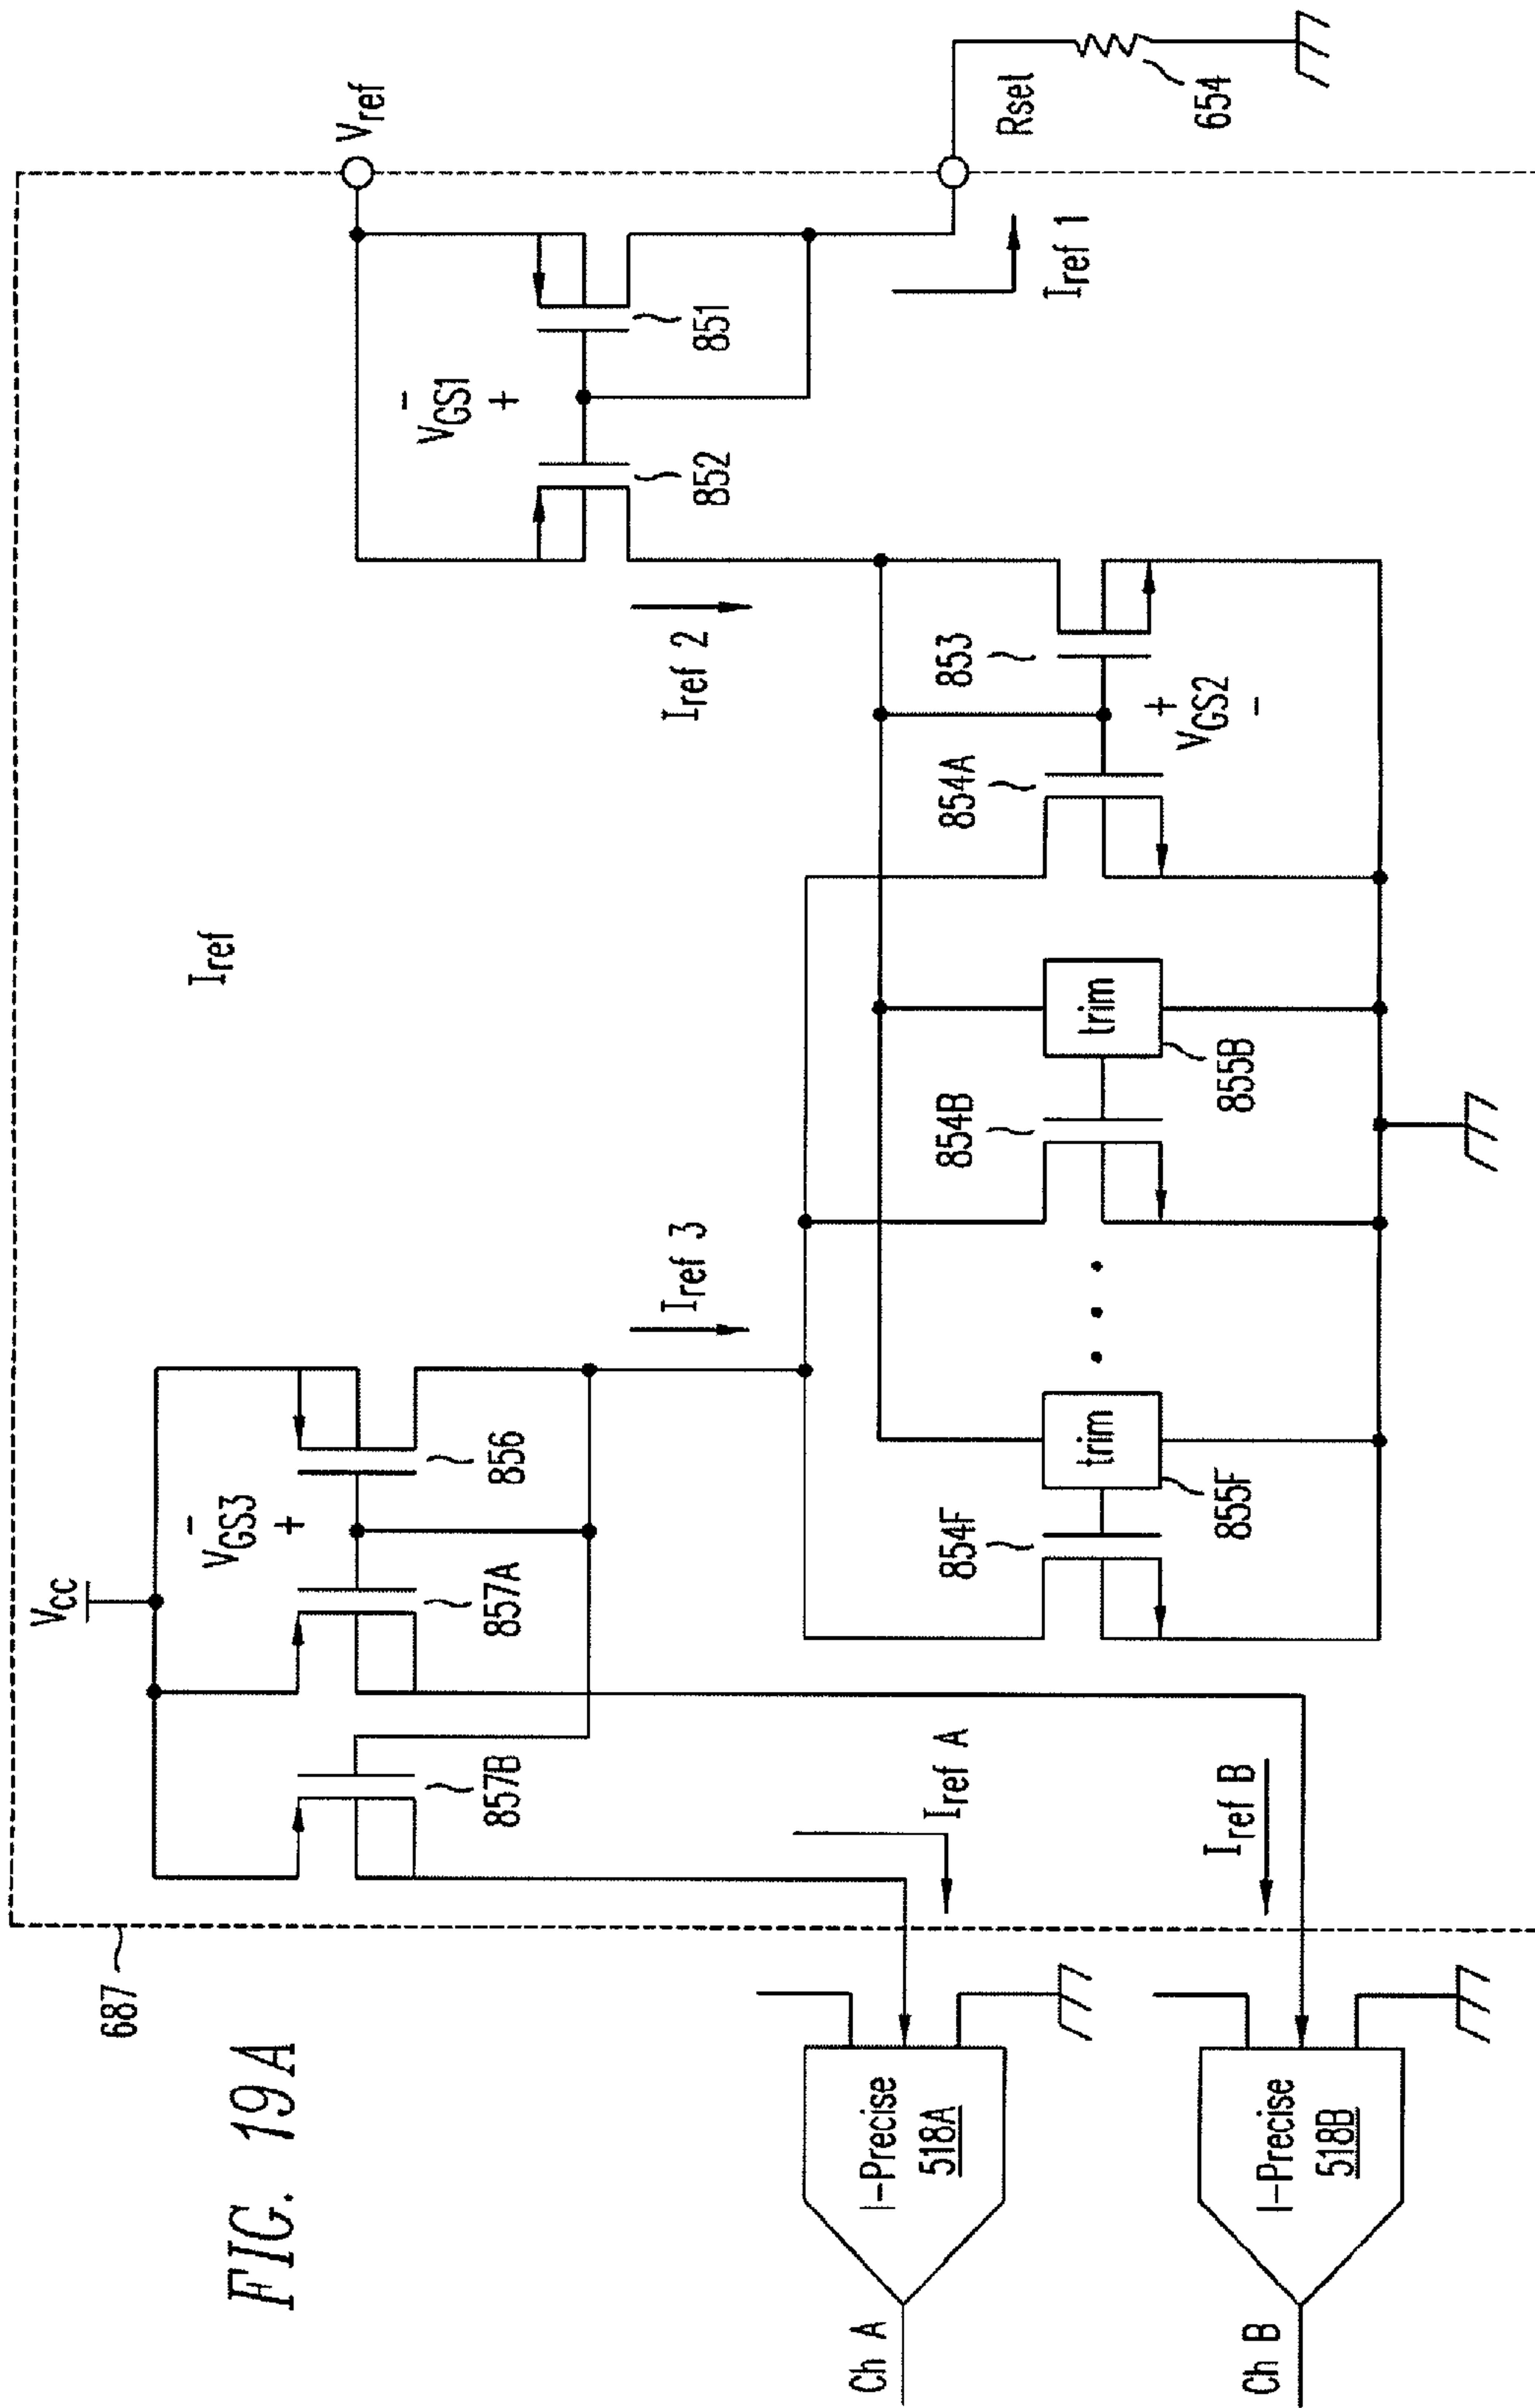 FIG. 19A
687
Vcc
Iref
Vref
VGS3
-
+
857B
857A
856
VGS1
-
+
852
851
Iref 3
Iref 2
Iref 1
Rset
654
Iref A
Iref B
854F
trim
855F
854B
trim
855B
854A
853
+
VGS2
-
Ch A
I-Precise
518A
Ch B
I-Precise
518B